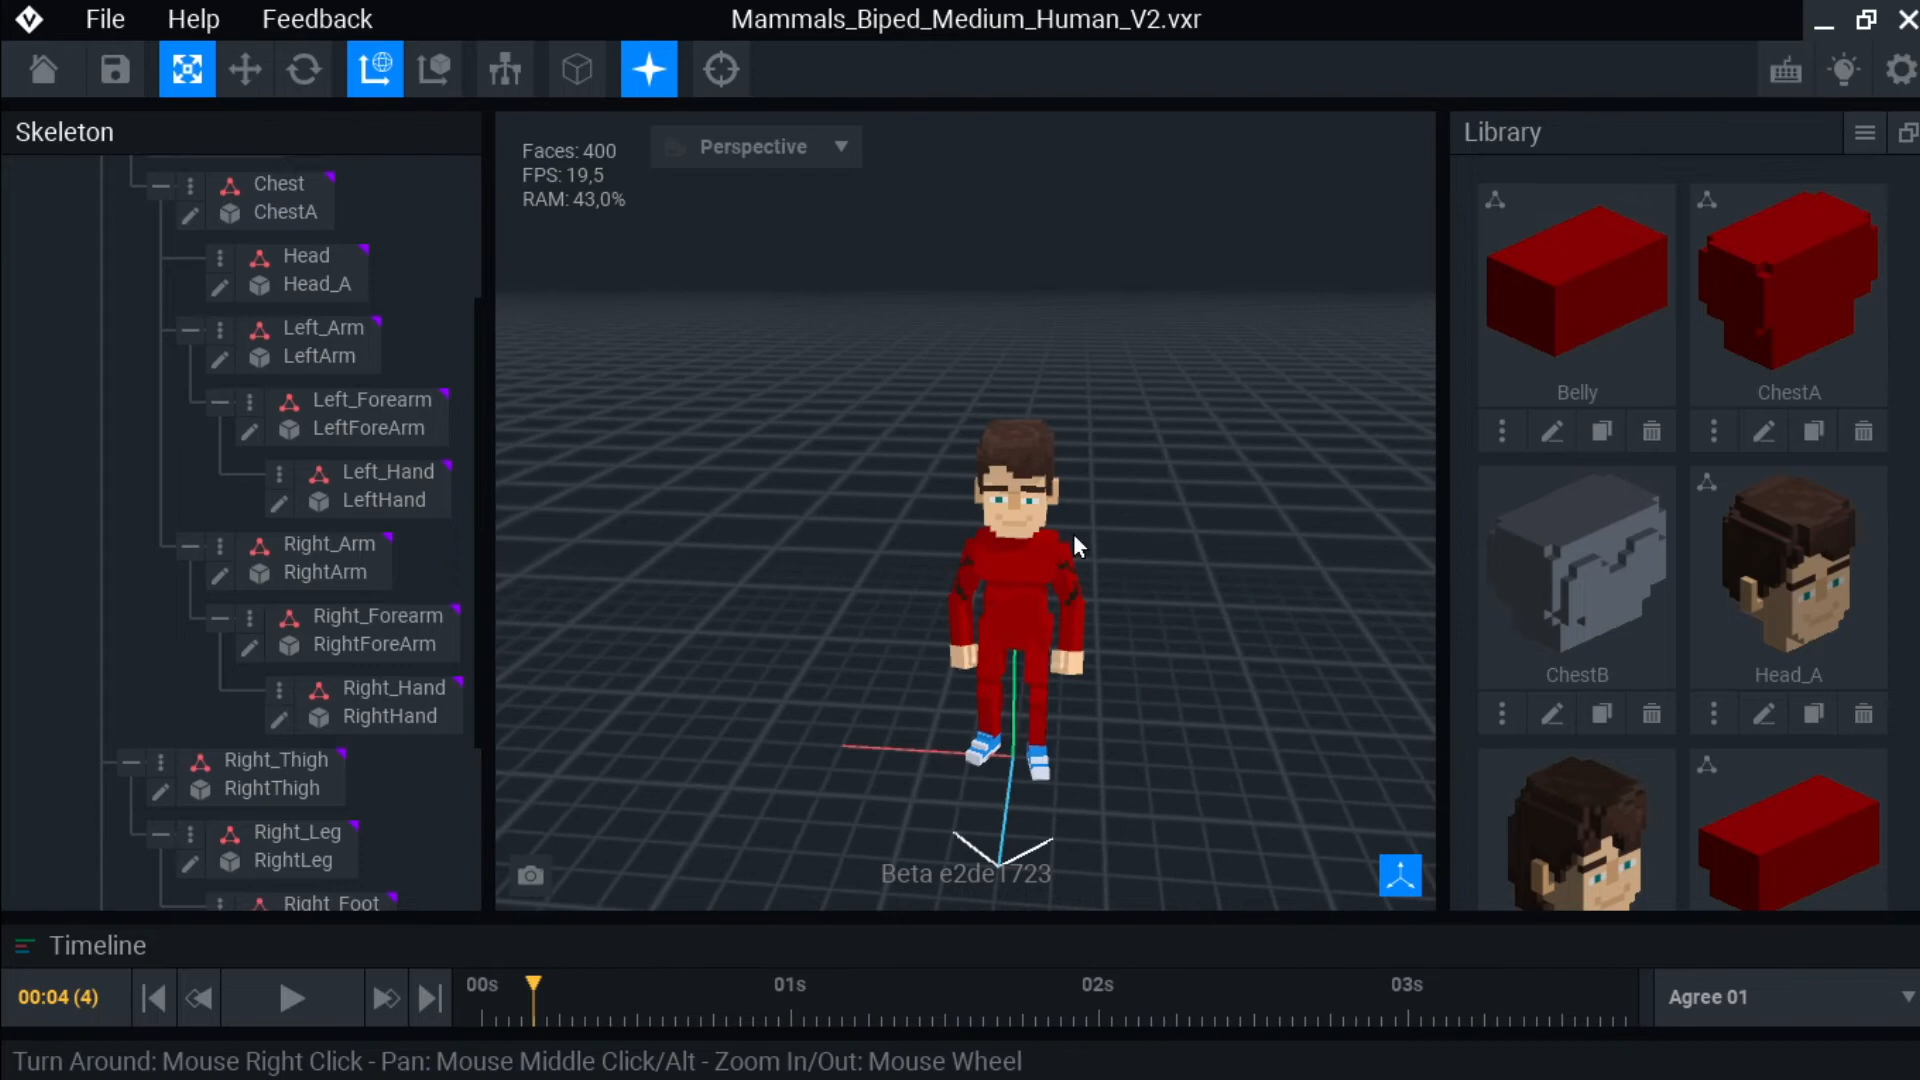 File Help Feedback
Mammals_Biped_Medium_Human_V2.vxr
Skeleton
Chest
ChestA
Head
Head_A
Left_Arm
LeftArm
Left_Forearm
LeftForeArm
Left_Hand
LeftHand
Right_Arm
RightArm
Right_Forearm
RightForeArm
Right_Hand
RightHand
Right_Thigh
RightThigh
Right_Leg
RightLeg
Right_Foot
Faces: 400
FPS: 19,5
RAM: 43,0%
Perspective
Beta e2de1723
Library
Belly
ChestA
ChestB
Head_A
Timeline
00:04 (4)
00s 01s 02s 03s
Agree 01
Turn Around: Mouse Right Click - Pan: Mouse Middle Click/Alt - Zoom In/Out: Mouse Wheel